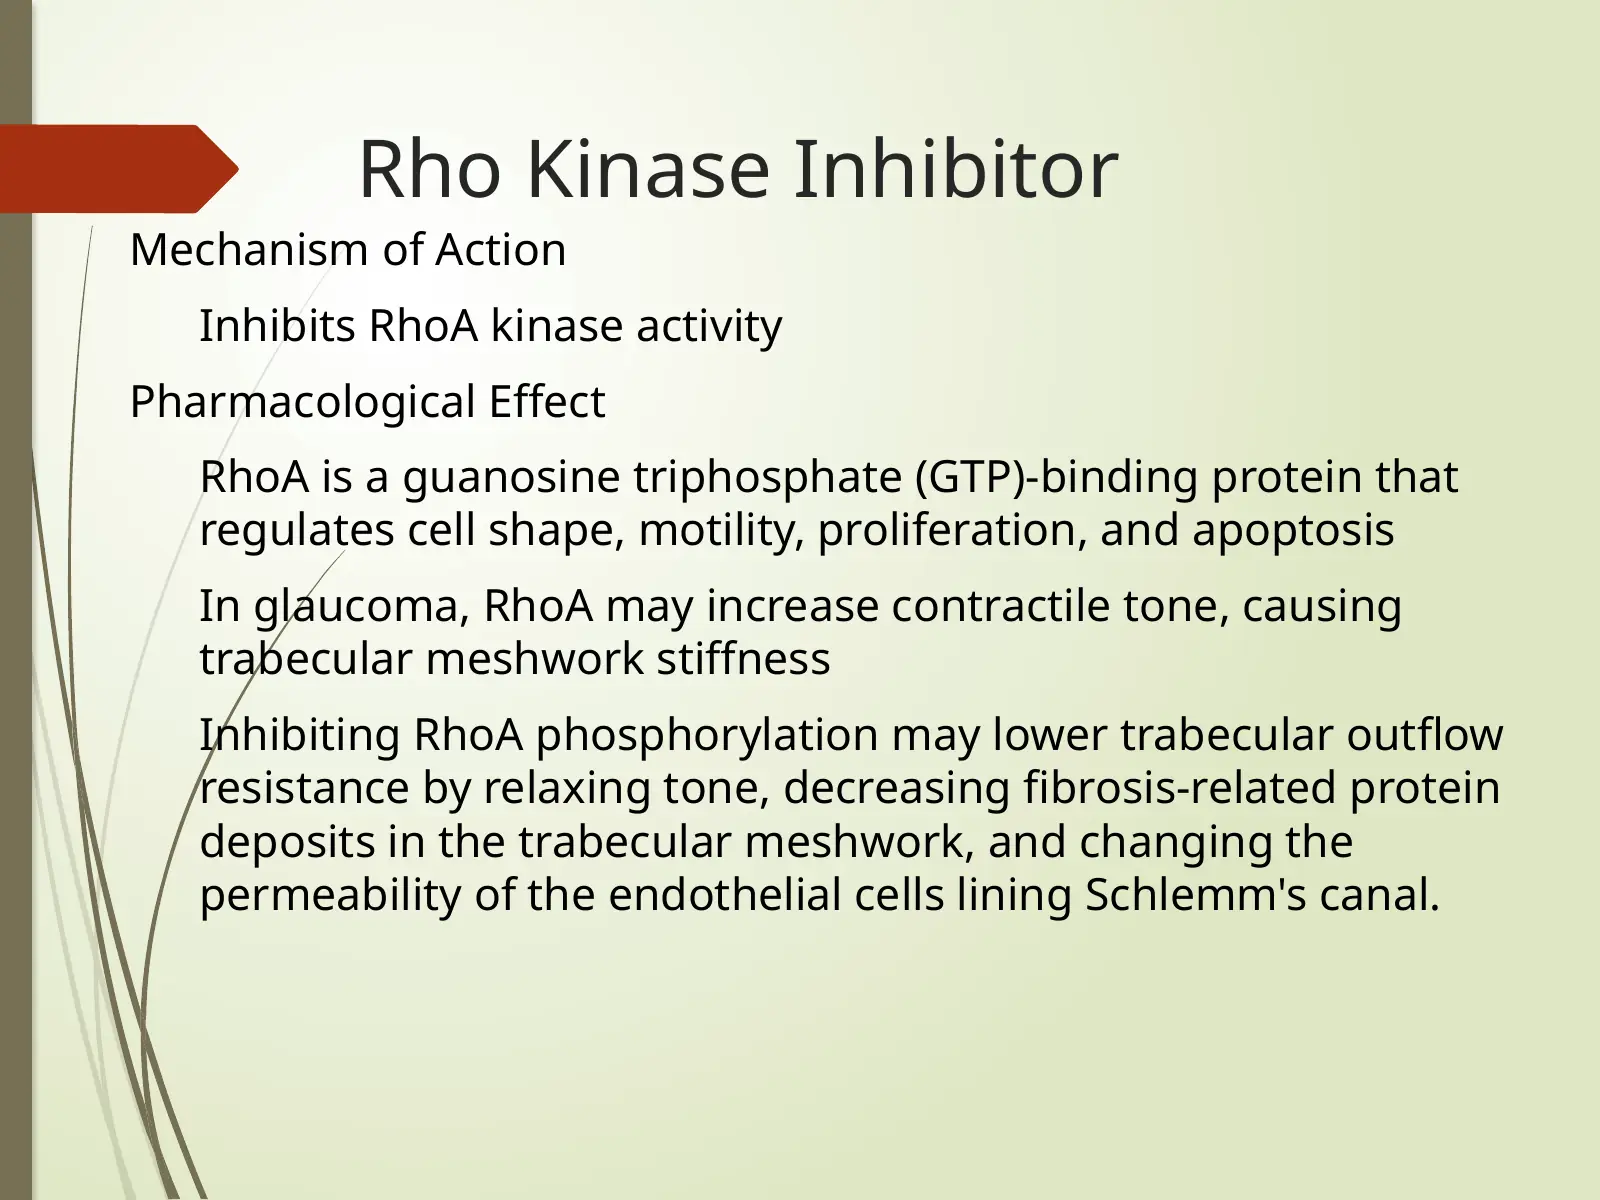 Rho Kinase Inhibitor
Mechanism of Action
Inhibits RhoA kinase activity
Pharmacological Effect
RhoA is a guanosine triphosphate (GTP)-binding protein that
regulates cell shape, motility, proliferation, and apoptosis
In glaucoma, RhoA may increase contractile tone, causing
trabecular meshwork stiffness
Inhibiting RhoA phosphorylation may lower trabecular outflow
resistance by relaxing tone, decreasing fibrosis-related protein
deposits in the trabecular meshwork, and changing the
permeability of the endothelial cells lining Schlemm's canal.